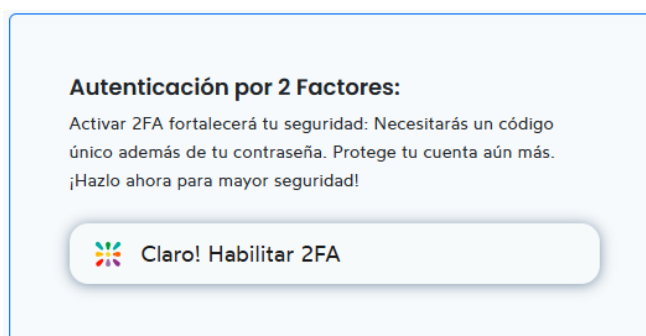 Autenticación por 2 Factores:
Activar 2FA fortalecerá tu seguridad: Necesitarás un código
único además de tu contraseña. Protege tu cuenta aún más.
¡Hazlo ahora para mayor seguridad!
Claro! Habilitar 2FA